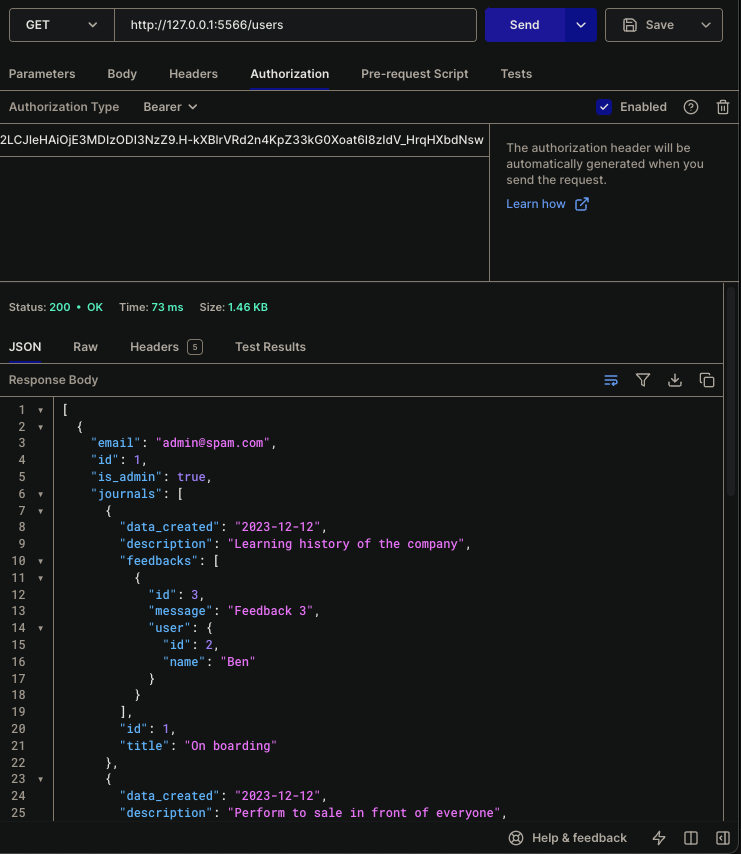 GET http://127.0.0.1:5566/users Send Save
Parameters Body Headers Authorization Pre-request Script Tests
Authorization Type Bearer Enabled
2LCJleHAiOjE3MDIzODI3NzZ9.H-kXBlrVRd2n4KpZ33kG0Xoat6I8zIdV_HrqHXbdNsw
The authorization header will be
automatically generated when you
send the request.
Learn how
Status: 200 • OK Time: 73 ms Size: 1.46 KB
JSON Raw Headers 5 Test Results
Response Body
1 [
2 {
3 "email": "admin@spam.com",
4 "id": 1,
5 "is_admin": true,
6 "journals": [
7 {
8 "data_created": "2023-12-12",
9 "description": "Learning history of the company",
10 "feedbacks": [
11 {
12 "id": 3,
13 "message": "Feedback 3",
14 "user": {
15 "id": 2,
16 "name": "Ben"
17 }
18 }
19 ],
20 "id": 1,
21 "title": "On boarding"
22 },
23 {
24 "data_created": "2023-12-12",
25 "description": "Perform to sale in front of everyone",
Help & feedback